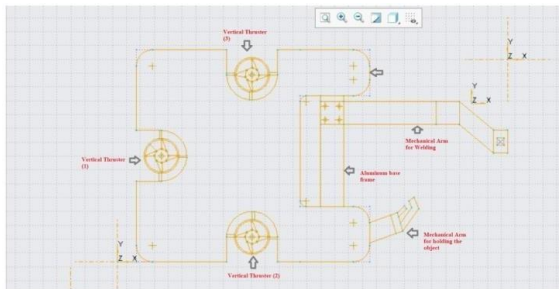 Vertical Thruster
(3)
Y
Z X
Y
Z X
Mechanical Arm
for Welding
Vertical Thruster
(1)
Aluminum base
frame
Mechanical Arm
for holding the
object
Y
Z X
Vertical Thruster (2)